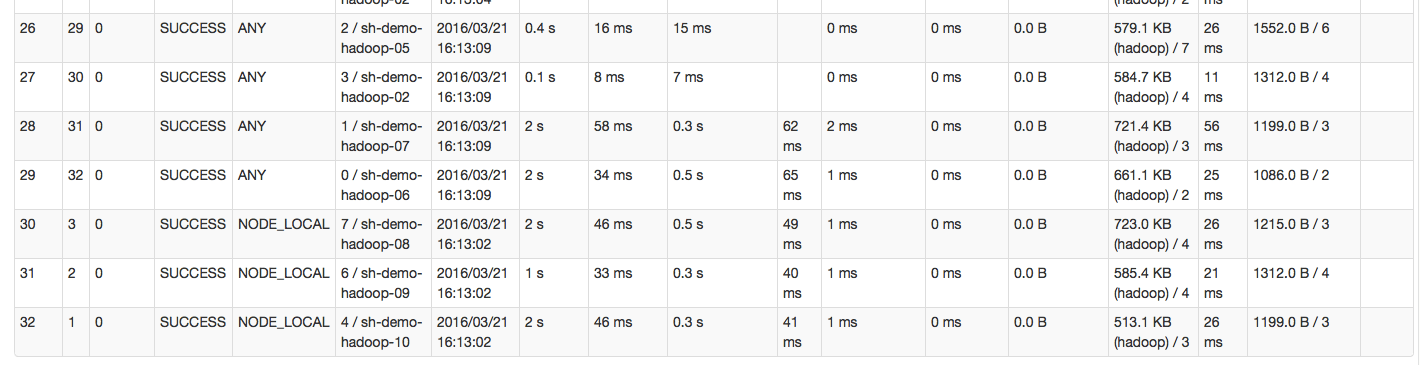 hadoop-02 16:13:04 (hadoop) / 2
26 29 0 SUCCESS ANY 2 / sh-demo- 2016/03/21 0.4 s 16 ms 15 ms 0 ms 0 ms 0.0 B 579.1 KB 26 1552.0 B / 6
hadoop-05 16:13:09 (hadoop) / 7 ms
27 30 0 SUCCESS ANY 3 / sh-demo- 2016/03/21 0.1 s 8 ms 7 ms 0 ms 0 ms 0.0 B 584.7 KB 11 1312.0 B / 4
hadoop-02 16:13:09 (hadoop) / 4 ms
28 31 0 SUCCESS ANY 1 / sh-demo- 2016/03/21 2 s 58 ms 0.3 s 62 2 ms 0 ms 0.0 B 721.4 KB 56 1199.0 B / 3
hadoop-07 16:13:09 ms (hadoop) / 3 ms
29 32 0 SUCCESS ANY 0 / sh-demo- 2016/03/21 2 s 34 ms 0.5 s 65 1 ms 0 ms 0.0 B 661.1 KB 25 1086.0 B / 2
hadoop-06 16:13:09 ms (hadoop) / 2 ms
30 3 0 SUCCESS NODE_LOCAL 7 / sh-demo- 2016/03/21 2 s 46 ms 0.5 s 49 1 ms 0 ms 0.0 B 723.0 KB 26 1215.0 B / 3
hadoop-08 16:13:02 ms (hadoop) / 4 ms
31 2 0 SUCCESS NODE_LOCAL 6 / sh-demo- 2016/03/21 1 s 33 ms 0.3 s 40 1 ms 0 ms 0.0 B 585.4 KB 21 1312.0 B / 4
hadoop-09 16:13:02 ms (hadoop) / 4 ms
32 1 0 SUCCESS NODE_LOCAL 4 / sh-demo- 2016/03/21 2 s 46 ms 0.3 s 41 1 ms 0 ms 0.0 B 513.1 KB 26 1199.0 B / 3
hadoop-10 16:13:02 ms (hadoop) / 3 ms